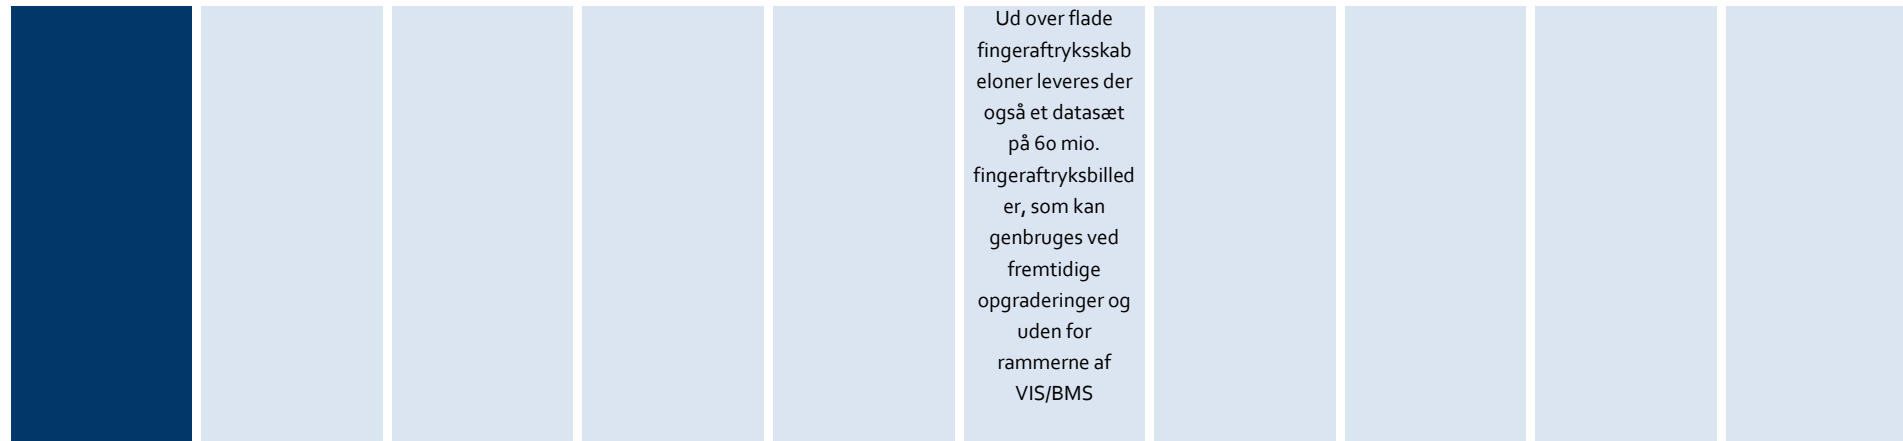 Ud over flade
fingeraftryksskab
eloner leveres der
også et datasæt
på 60 mio.
fingeraftryksbilled
er, som kan
genbruges ved
fremtidige
opgraderinger og
uden for
rammerne af
VIS/BMS